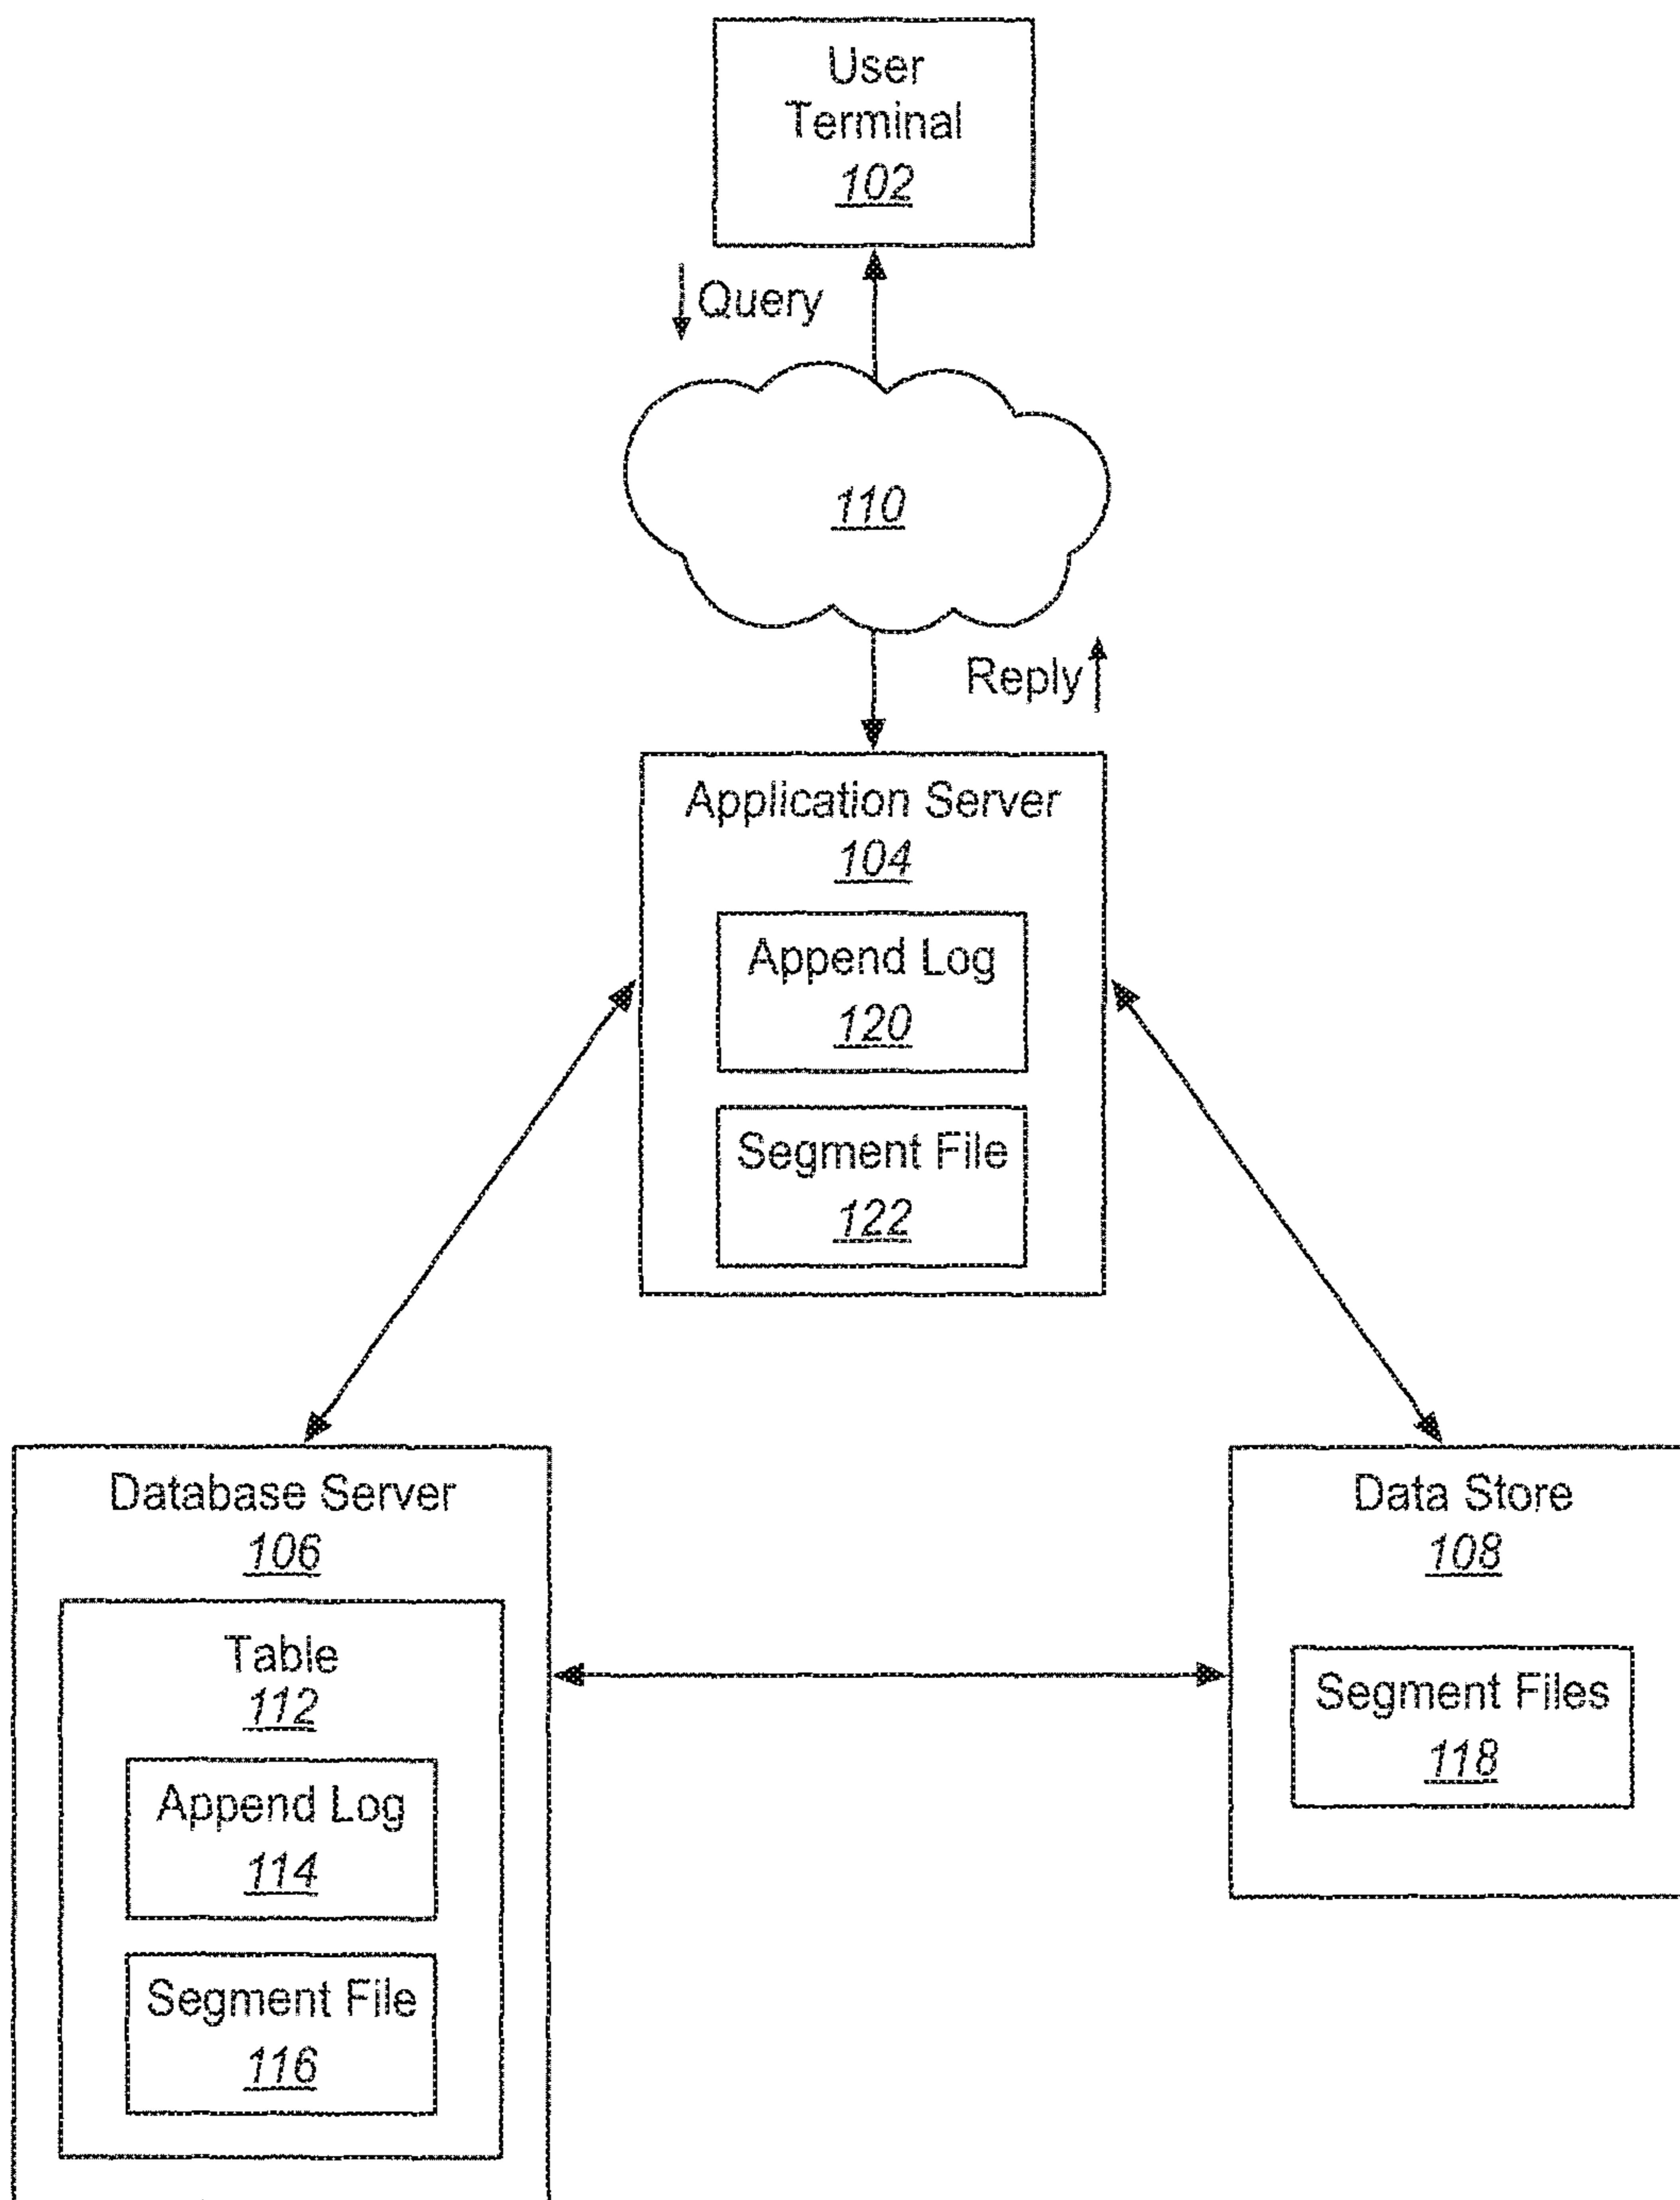 User
Terminal
102
Query
110
Reply
Application Server
104
Append Log
120
Segment File
122
Database Server
106
Table
112
Append Log
114
Segment File
116
Data Store
108
Segment Files
118